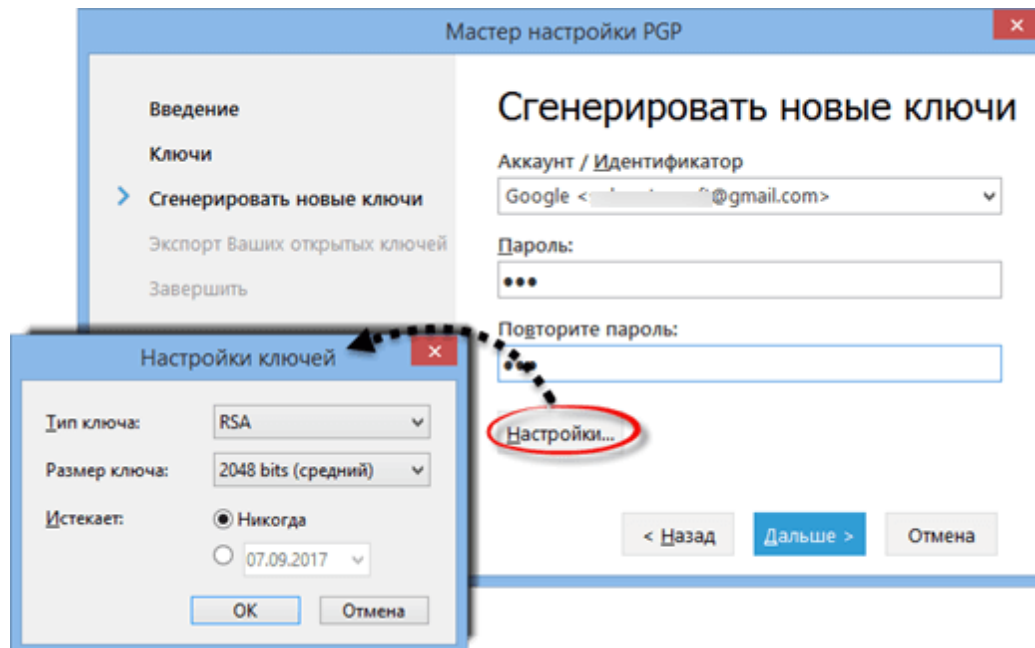 Мастер настройки PGP
Введение
Ключи
Сгенерировать новые ключи
Экспорт Ваших открытых ключей
Завершить
Сгенерировать новые ключи
Аккаунт / Идентификатор
Google < @gmail.com>
Пароль:
Повторите пароль:
Настройки...
< Назад
Дальше >
Отмена
Настройки ключей
Тип ключа:
RSA
Размер ключа:
2048 bits (средний)
Истекает:
Никогда
07.09.2017
OK
Отмена